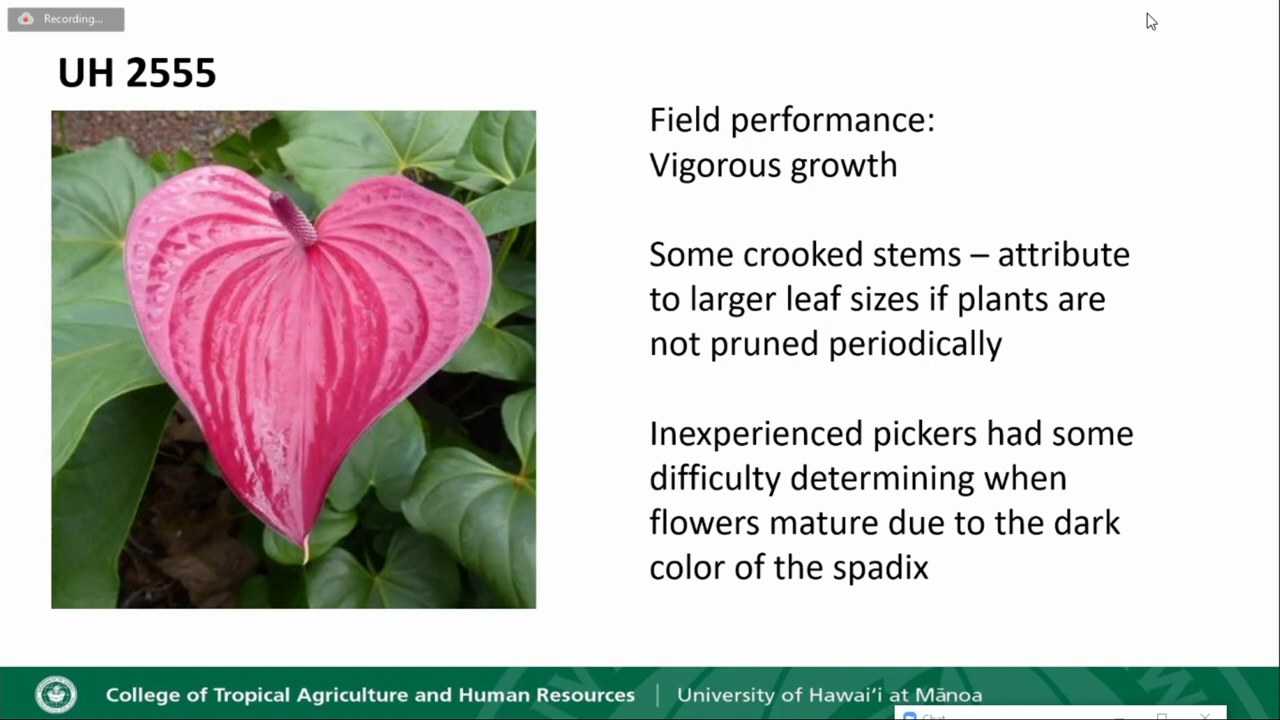 Recording...
UH 2555
Field performance:
Vigorous growth
Some crooked stems – attribute
to larger leaf sizes if plants are
not pruned periodically
Inexperienced pickers had some
difficulty determining when
flowers mature due to the dark
color of the spadix
College of Tropical Agriculture and Human Resources | University of Hawaiʻi at Mānoa
Chat